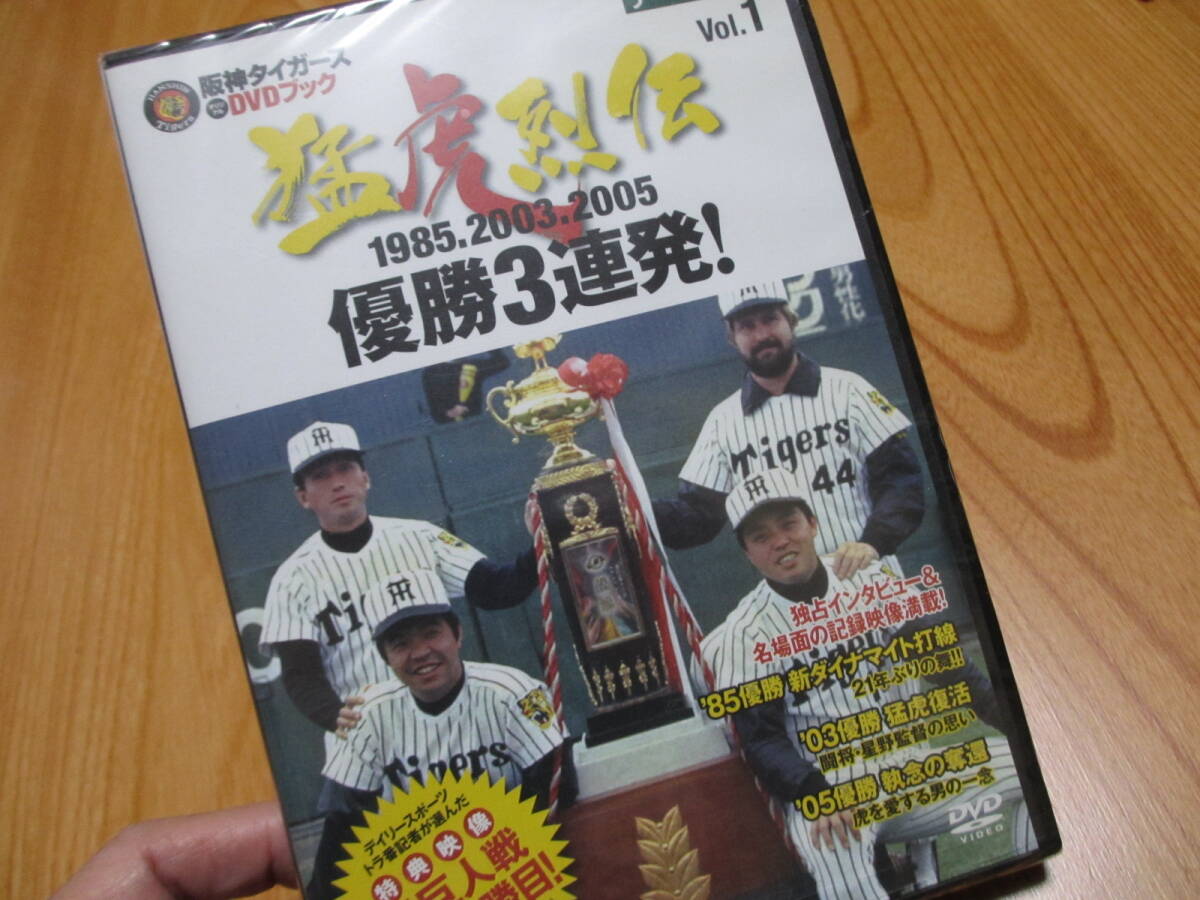 Vol.1
HANSHIN
Tigers
阪神タイガース
DVDブック
猛虎烈伝
1985.2003.2005
優勝3連発!
Tigers
44
独占インタビュー&
名場面の記録映像満載!
'85優勝 新ダイナマイト打線
21年ぶりの舞!!
'03優勝 猛虎復活
闘将・星野監督の思い
'05優勝 執念の奪還
虎を愛する男の一念
DVD
VIDEO
Tigers
デイリースポーツ
トラ番記者が選んだ
特典映像
巨人戦
勝目!